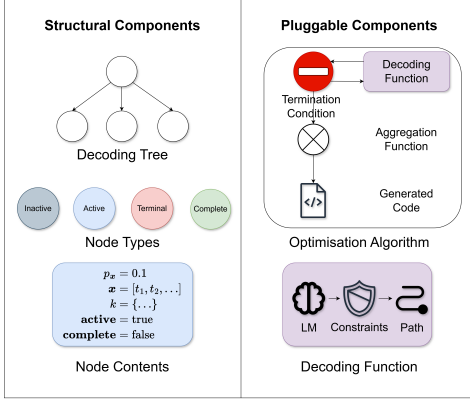 Structural Components
Decoding Tree
Inactive
Active
Terminal
Complete
Node Types
p_x = 0.1
x = [t_1, t_2, ...]
k = {...}
active = true
complete = false
Node Contents
Pluggable Components
Decoding
Function
Termination
Condition
Aggregation
Function
</>
Generated
Code
Optimisation Algorithm
LM
Constraints
Path
Decoding Function